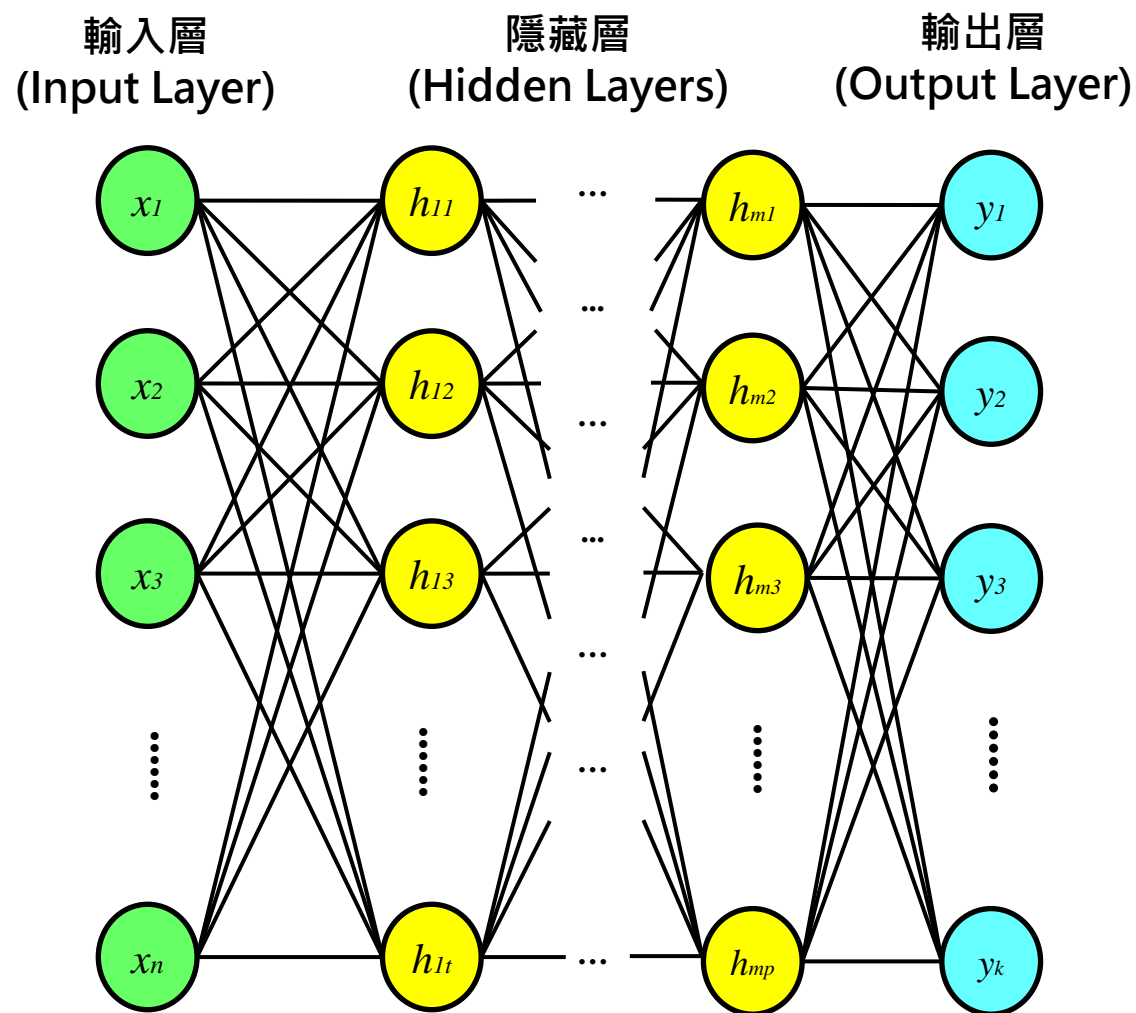 輸入層
(Input Layer)
隱藏層
(Hidden Layers)
輸出層
(Output Layer)
x1
h11
...
hm1
y1
...
x2
h12
hm2
y2
...
x3
h13
...
hm3
y3
...
...
xn
h1t
...
hmp
yk